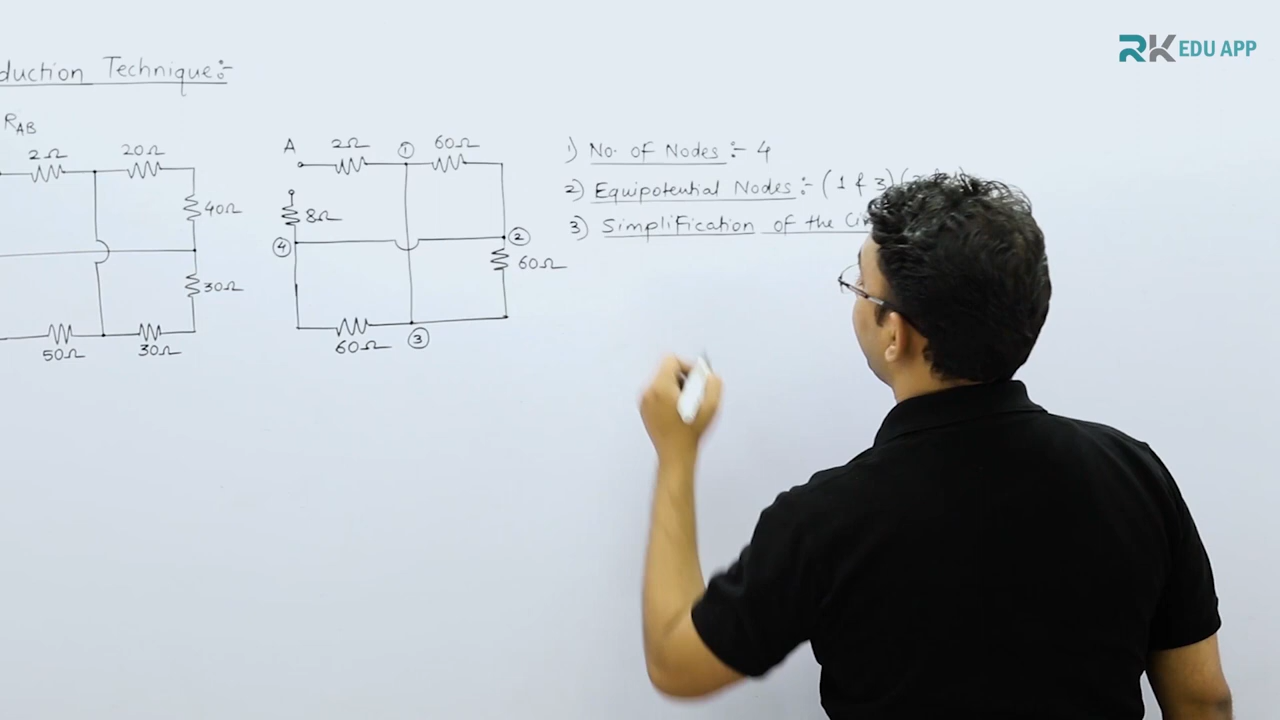 RK EDU APP
duction Technique:-
RAB
2Ω 20Ω
40Ω
30Ω
50Ω 30Ω
A 2Ω 1 60Ω
8Ω
4 2
60Ω
60Ω 3
1) No. of Nodes :- 4
2) Equipotential Nodes :- (1 & 3)
3) Simplification of the